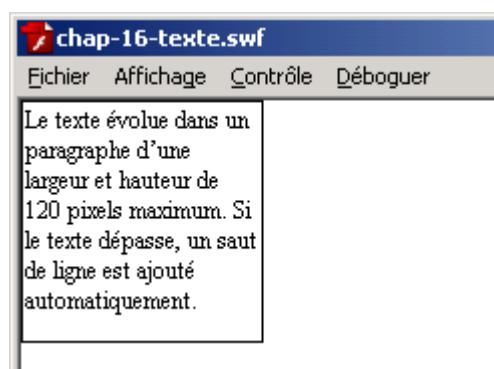 chap-16-texte.swf
Fichier Affichage Contrôle Déboguer
Le texte évolue dans un
paragraphe d’une
largeur et hauteur de
120 pixels maximum. Si
le texte dépasse, un saut
de ligne est ajouté
automatiquement.